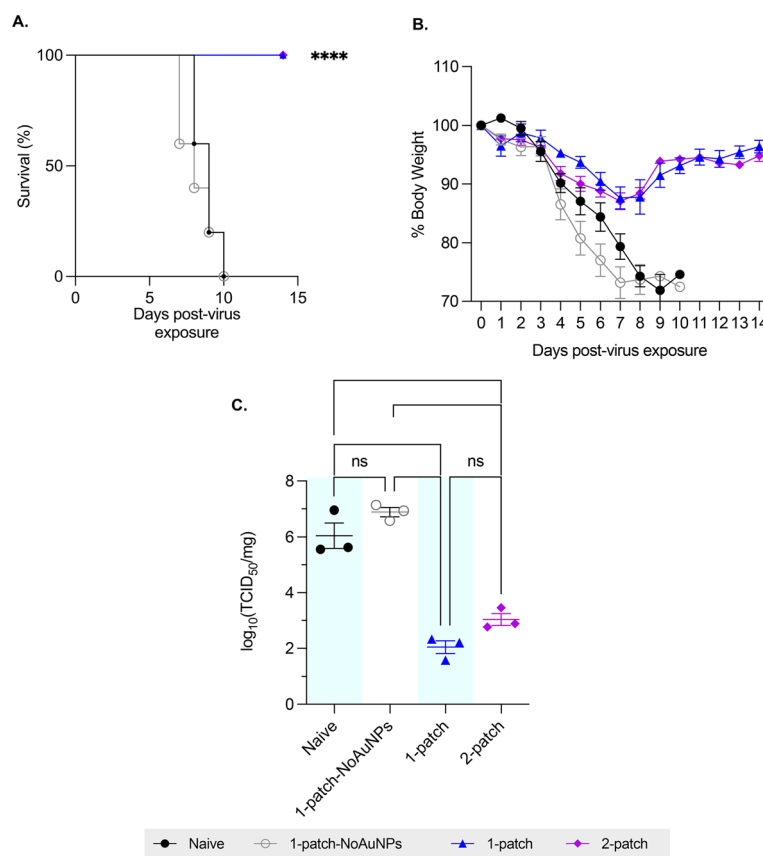 A.
100
50
0
Survival (%)
****
0 5 10 15
Days post-virus
exposure
B.
110
100
90
80
70
% Body Weight
0 1 2 3 4 5 6 7 8 9 10 11 12 13 14
Days post-virus exposure
C.
ns ns
8
6
4
2
0
log10(TCID50/mg)
Naive
1-patch-NoAuNPs
1-patch
2-patch
Naive 1-patch-NoAuNPs 1-patch 2-patch